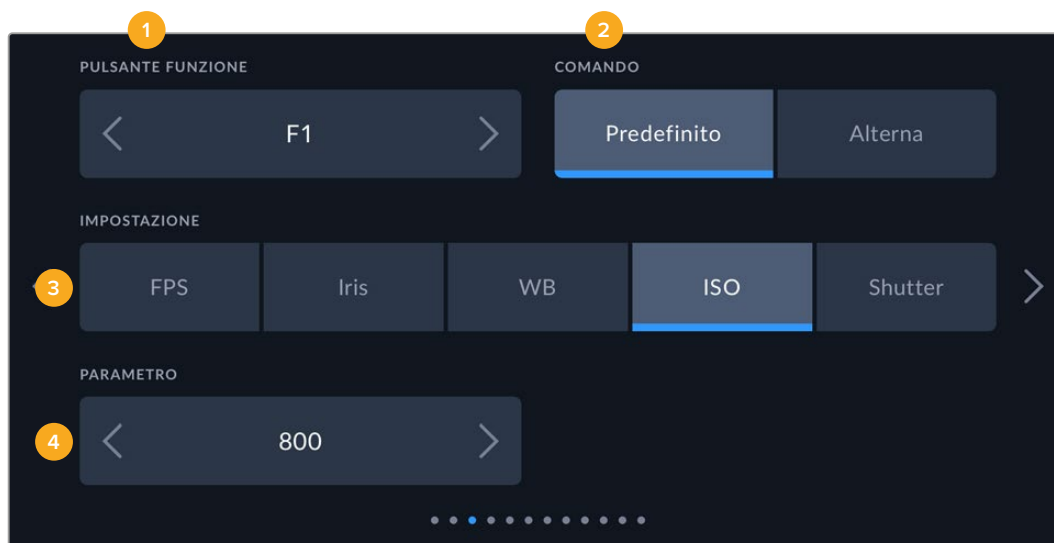 1 2
PULSANTE FUNZIONE COMANDO
F1 Predefinito Alterna
IMPOSTAZIONE
3 FPS Iris WB ISO Shutter
PARAMETRO
4 800